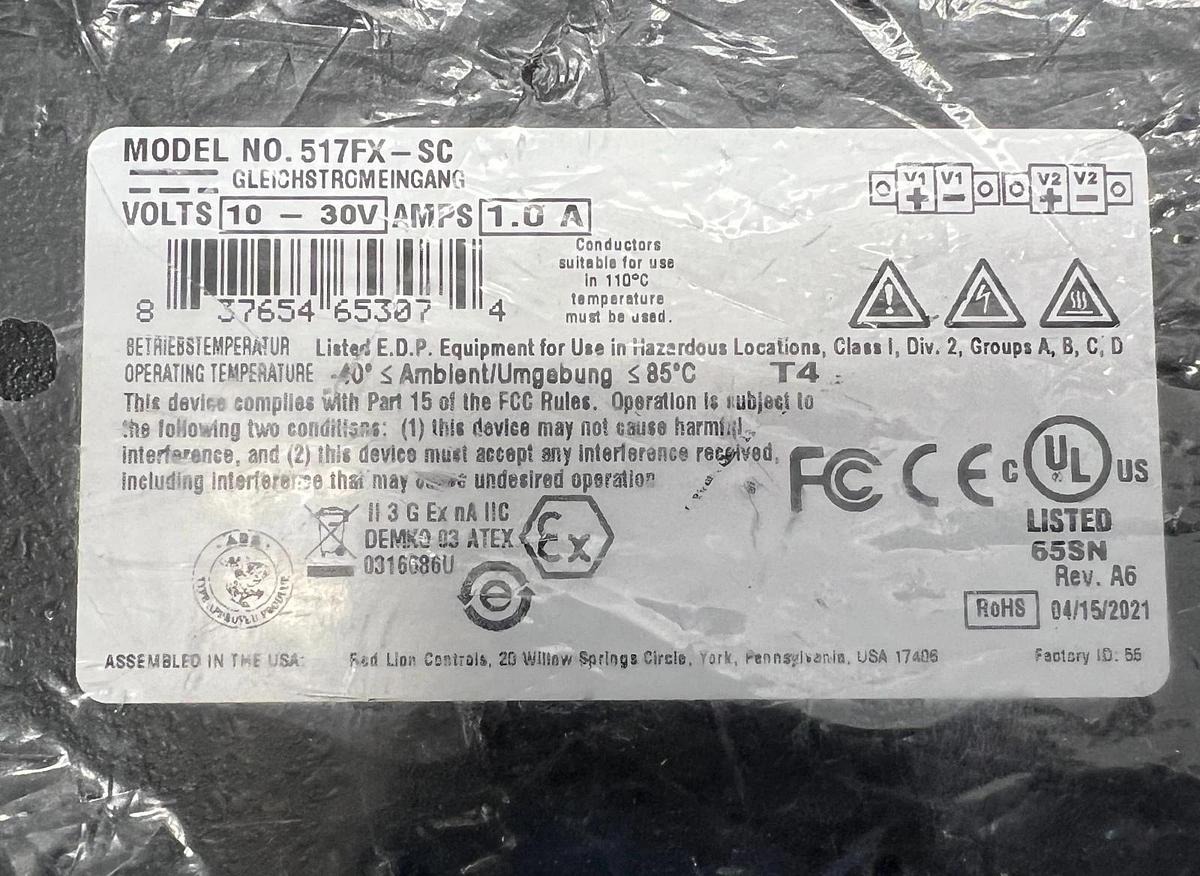 MODEL NO. 517FX-SC
GLEICHSTROMEINGANG
VOLTS 10 - 30V AMPS 1.0 A
V1 V1 V2 V2
+ - + -
8 37654 65307 4
Conductors
suitable for use
in 110°C
temperature
must be used.
BETRIEBSTEMPERATUR Listed E.D.P. Equipment for Use in Hazardous Locations, Class I, Div. 2, Groups A, B, C, D
OPERATING TEMPERATURE -40° ≤ Ambient/Umgebung ≤ 85°C T4
This device complies with Part 15 of the FCC Rules. Operation is subject to
the following two conditions: (1) this device may not cause harmful
interference, and (2) this device must accept any interference received,
including interference that may cause undesired operation
FC CE C UL US
LISTED
65SN
Rev. A6
RoHS 04/15/2021
II 3 G Ex nA IIC
DEMKO 03 ATEX
0316086U
Ex
e
ABS
TYPE APPROVED PRODUCT
ASSEMBLED IN THE USA: Red Lion Controls, 20 Willow Springs Circle, York, Pennsylvania, USA 17406
Factory ID: 55